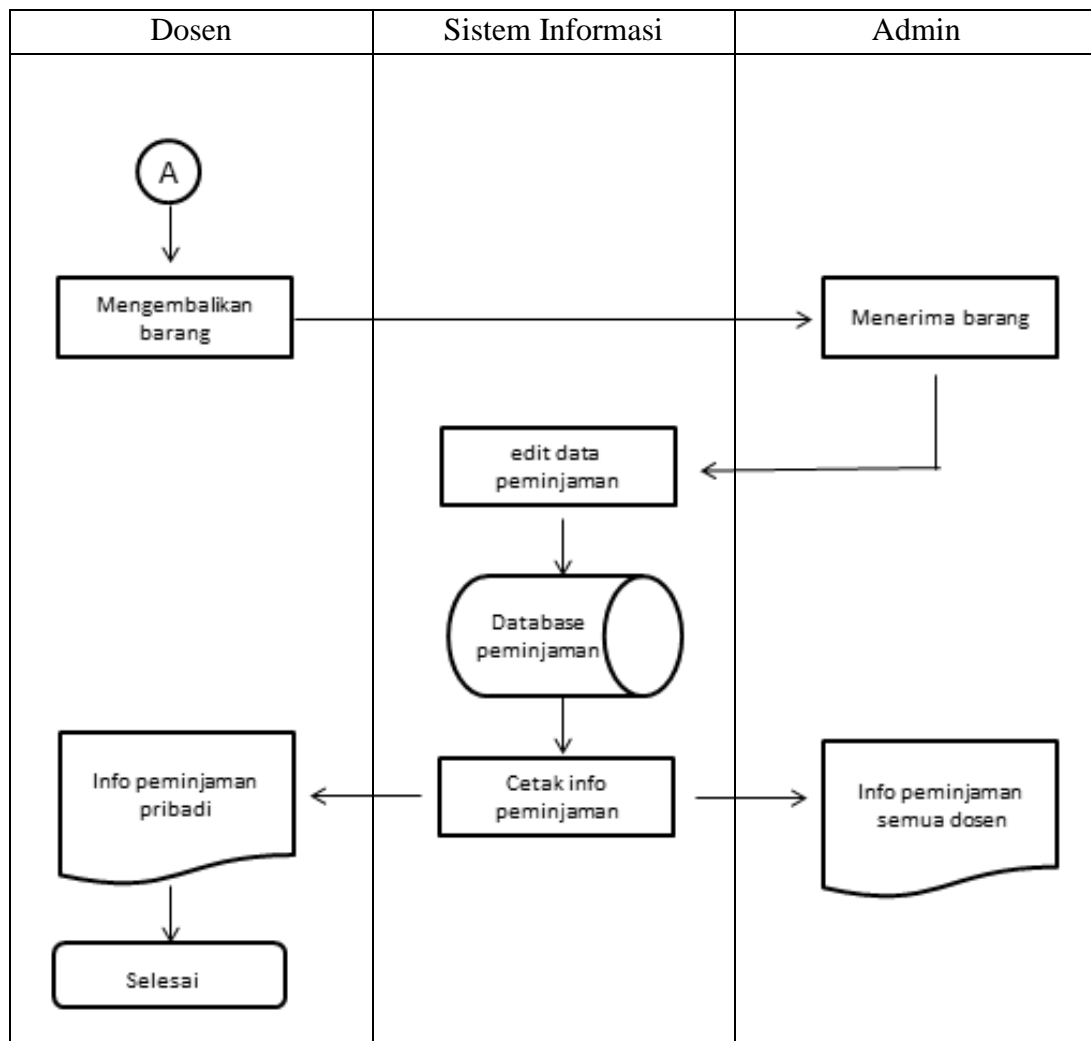 Dosen
Sistem Informasi
Admin
A
Mengembalikan
barang
Menerima barang
edit data
peminjaman
Database
peminjaman
Info peminjaman
pribadi
Cetak info
peminjaman
Info peminjaman
semua dosen
Selesai